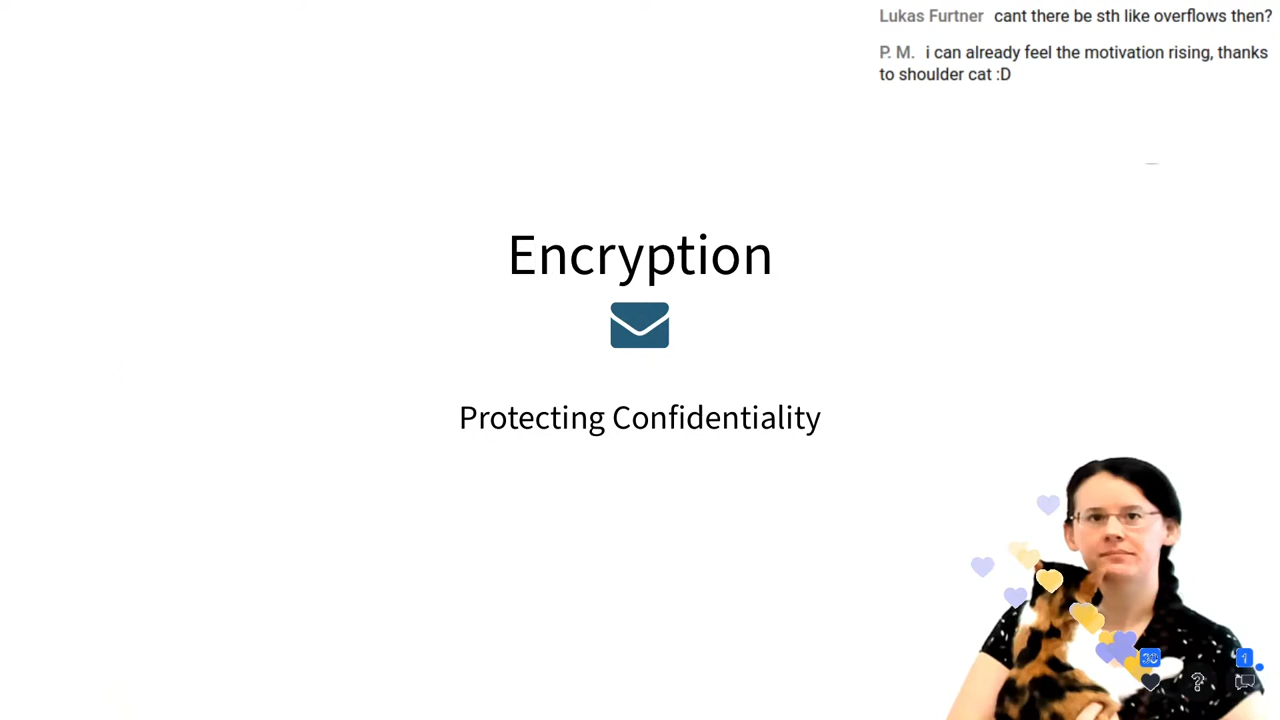 Lukas Furtner cant there be sth like overflows then?
P. M. i can already feel the motivation rising, thanks
to shoulder cat :D
Encryption
Protecting Confidentiality
1